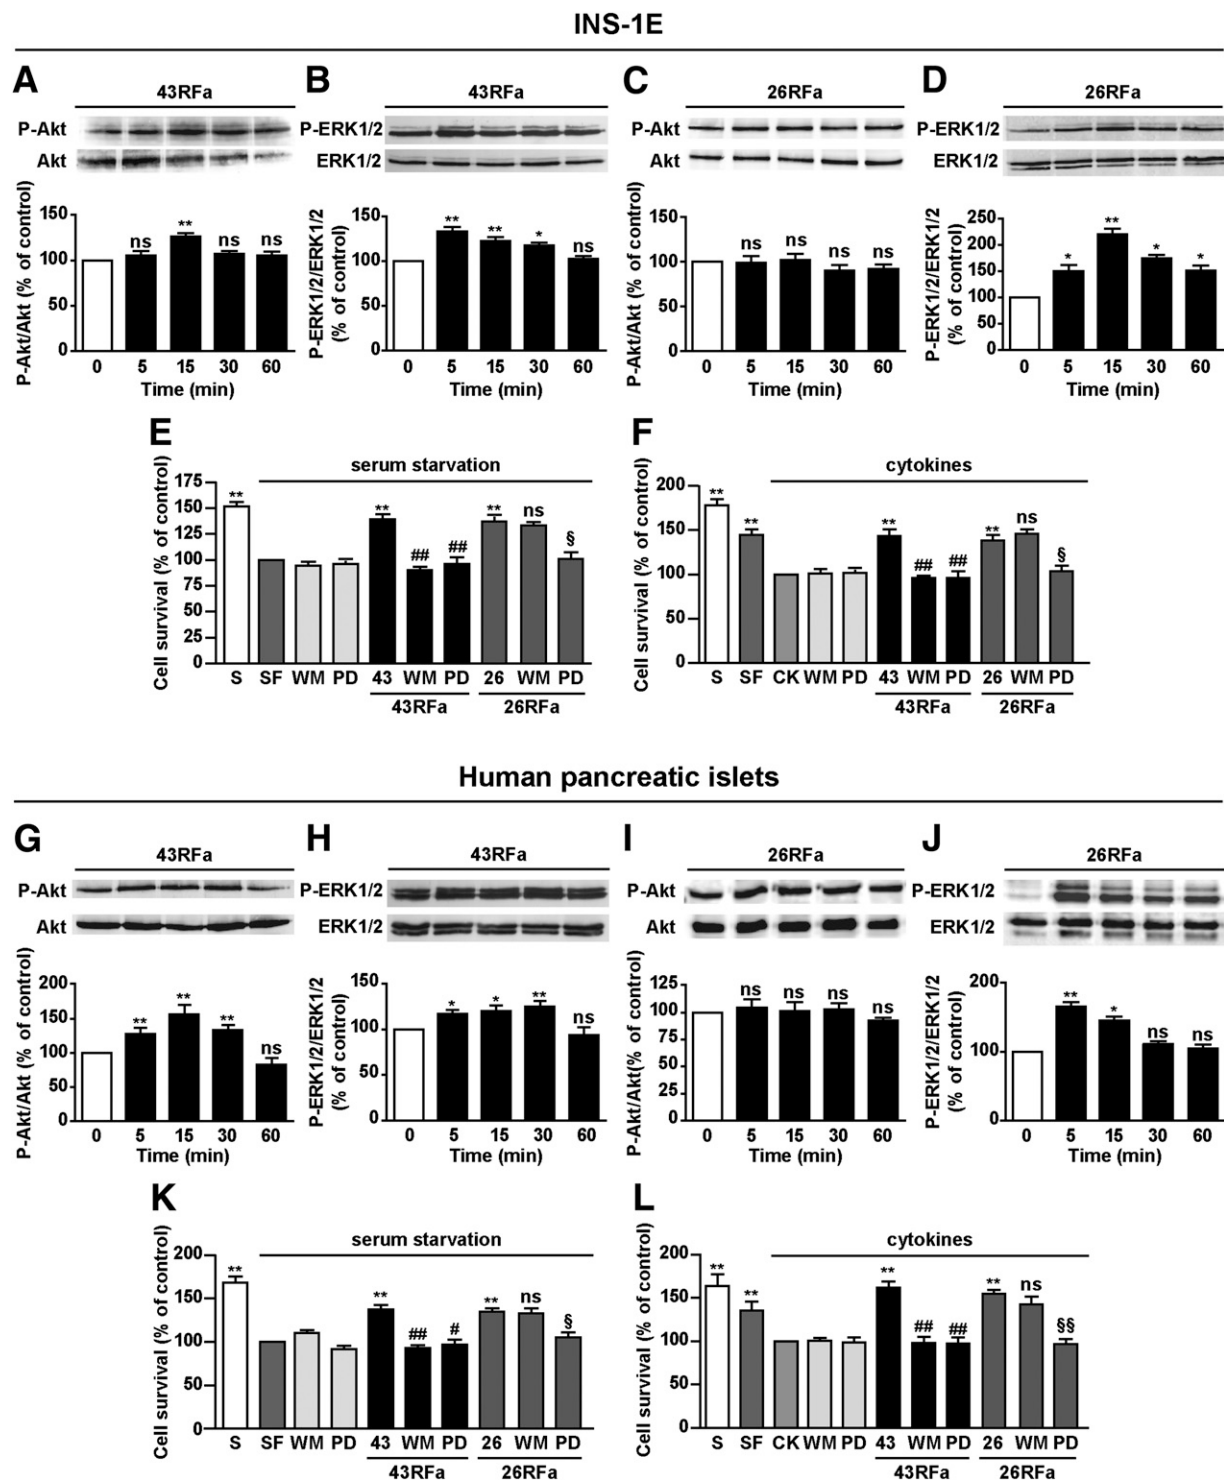 INS-1E
A 43RFa B 43RFa C 26RFa D 26RFa
P-Akt P-ERK1/2 P-Akt P-ERK1/2
Akt ERK1/2 Akt ERK1/2
P-Akt/Akt (% of control)
150
100
50
0
ns ** ns ns
0 5 15 30 60
Time (min)
P-ERK1/2/ERK1/2
(% of control)
150
100
50
0
** ** * ns
0 5 15 30 60
Time (min)
P-Akt/Akt (% of control)
150
100
50
0
ns ns ns ns
0 5 15 30 60
Time (min)
P-ERK1/2/ERK1/2
(% of control)
250
200
150
100
50
0
* ** * *
0 5 15 30 60
Time (min)
E
serum starvation
Cell survival (% of control)
175
150
125
100
75
50
25
0
** ** ## ## ** ns §
S SF WM PD 43 WM PD 26 WM PD
43RFa 26RFa
F
cytokines
Cell survival (% of control)
200
150
100
50
0
** ** ** ## ## ** ns §
S SF CK WM PD 43 WM PD 26 WM PD
43RFa 26RFa
Human pancreatic islets
G 43RFa H 43RFa I 26RFa J 26RFa
P-Akt P-ERK1/2 P-Akt P-ERK1/2
Akt ERK1/2 Akt ERK1/2
P-Akt/Akt (% of control)
200
150
100
50
0
** ** ** ns
0 5 15 30 60
Time (min)
P-ERK1/2/ERK1/2
(% of control)
150
100
50
0
* * ** ns
0 5 15 30 60
Time (min)
P-Akt/Akt(% of control)
125
100
75
50
25
0
ns ns ns ns
0 5 15 30 60
Time (min)
P-ERK1/2/ERK1/2
(% of control)
200
100
0
** * ns ns
0 5 15 30 60
Time (min)
K
serum starvation
Cell survival (% of control)
200
150
100
50
0
** ** ## # ** ns §
S SF WM PD 43 WM PD 26 WM PD
43RFa 26RFa
L
cytokines
Cell survival (% of control)
200
150
100
50
0
** ** ** ## ## ** ns §§
S SF CK WM PD 43 WM PD 26 WM PD
43RFa 26RFa